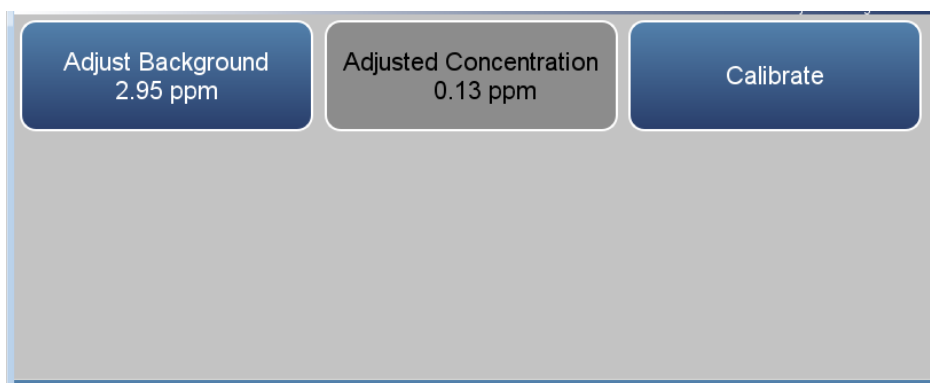 Adjust Background
2.95 ppm
Adjusted Concentration
0.13 ppm
Calibrate